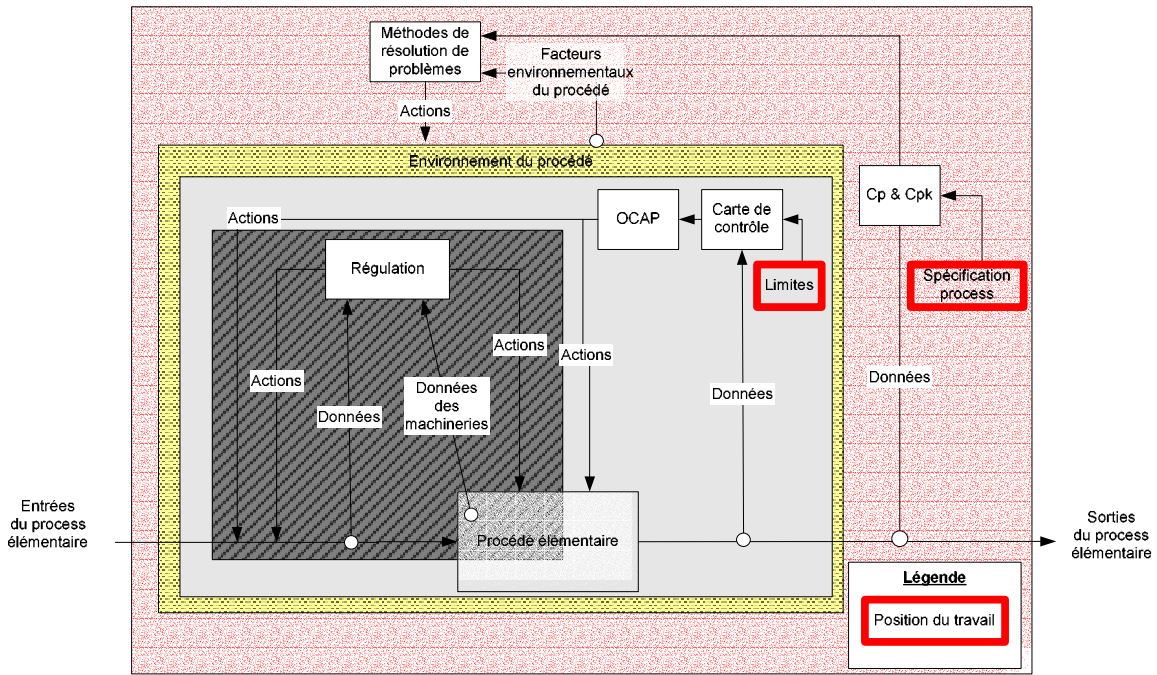 Méthodes de
résolution de
problèmes
Facteurs
environnementaux
du procédé
Actions
Environnement du procédé
Actions
OCAP
Carte de
contrôle
Cp & Cpk
Régulation
Limites
Spécification
process
Actions
Actions
Actions
Données
des
machineries
Données
Données
Données
Entrées
du process
élémentaire
Procédé élémentaire
Sorties
du process
élémentaire
Légende
Position du travail